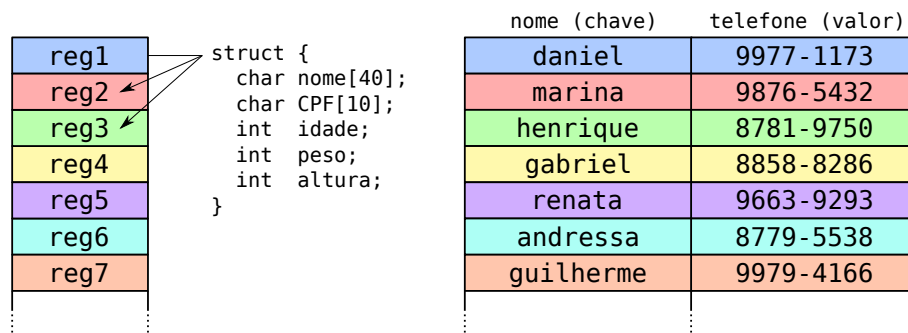 reg1
reg2
reg3
reg4
reg5
reg6
reg7
struct {
  char nome[40];
  char CPF[10];
  int  idade;
  int  peso;
  int  altura;
}
nome (chave) telefone (valor)
daniel 9977-1173
marina 9876-5432
henrique 8781-9750
gabriel 8858-8286
renata 9663-9293
andressa 8779-5538
guilherme 9979-4166